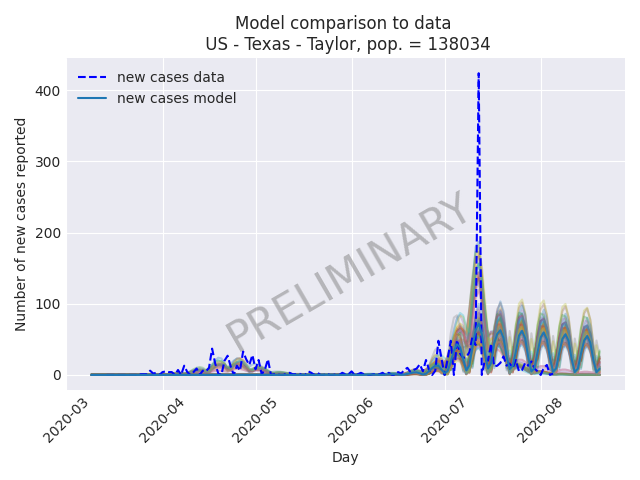 Model comparison to data
US - Texas - Taylor, pop. = 138034
new cases data
new cases model
Number of new cases reported
400
300
200
100
0
PRELIMINARY
2020-03
2020-04
2020-05
2020-06
2020-07
2020-08
Day